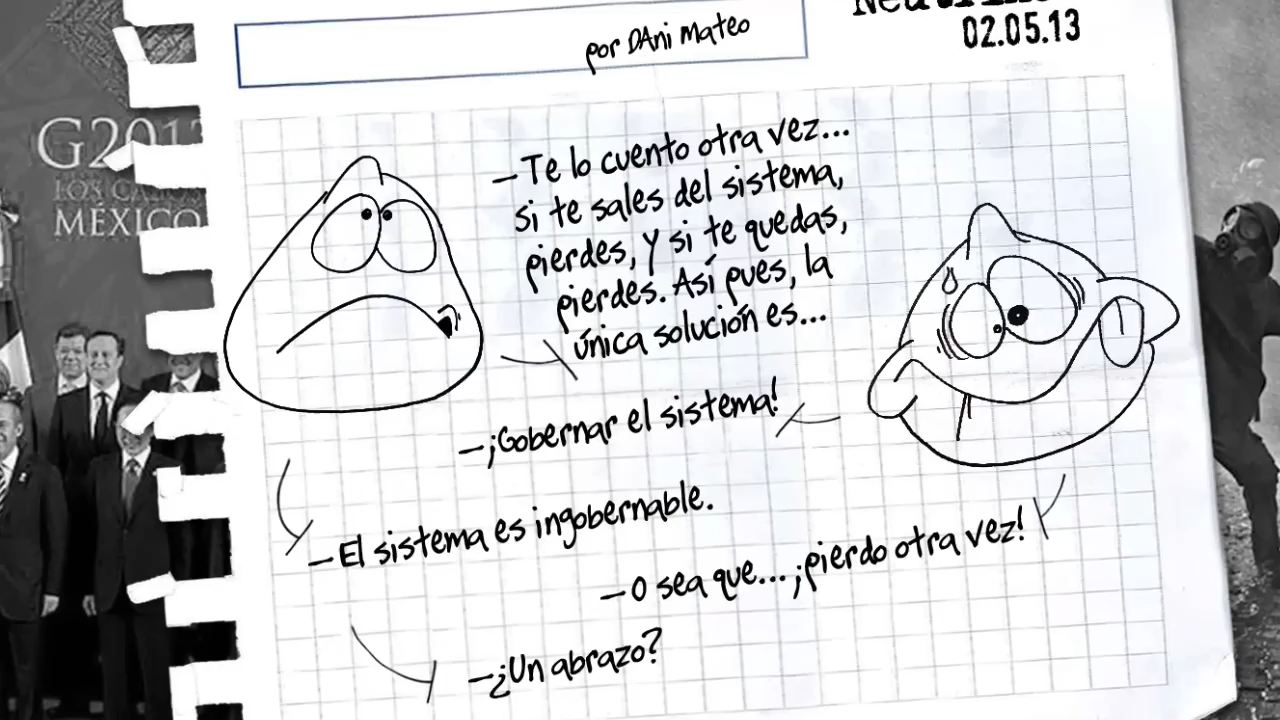 por DAni Mateo
02.05.13
G2012
LOS CABOS
MÉXICO
–Te lo cuento otra vez...
si te sales del sistema,
pierdes, y si te quedas,
pierdes. Así pues, la
única solución es...
–¡Gobernar el sistema!
–El sistema es ingobernable.
–O sea que... ¡pierdo otra vez!
–¿Un abrazo?